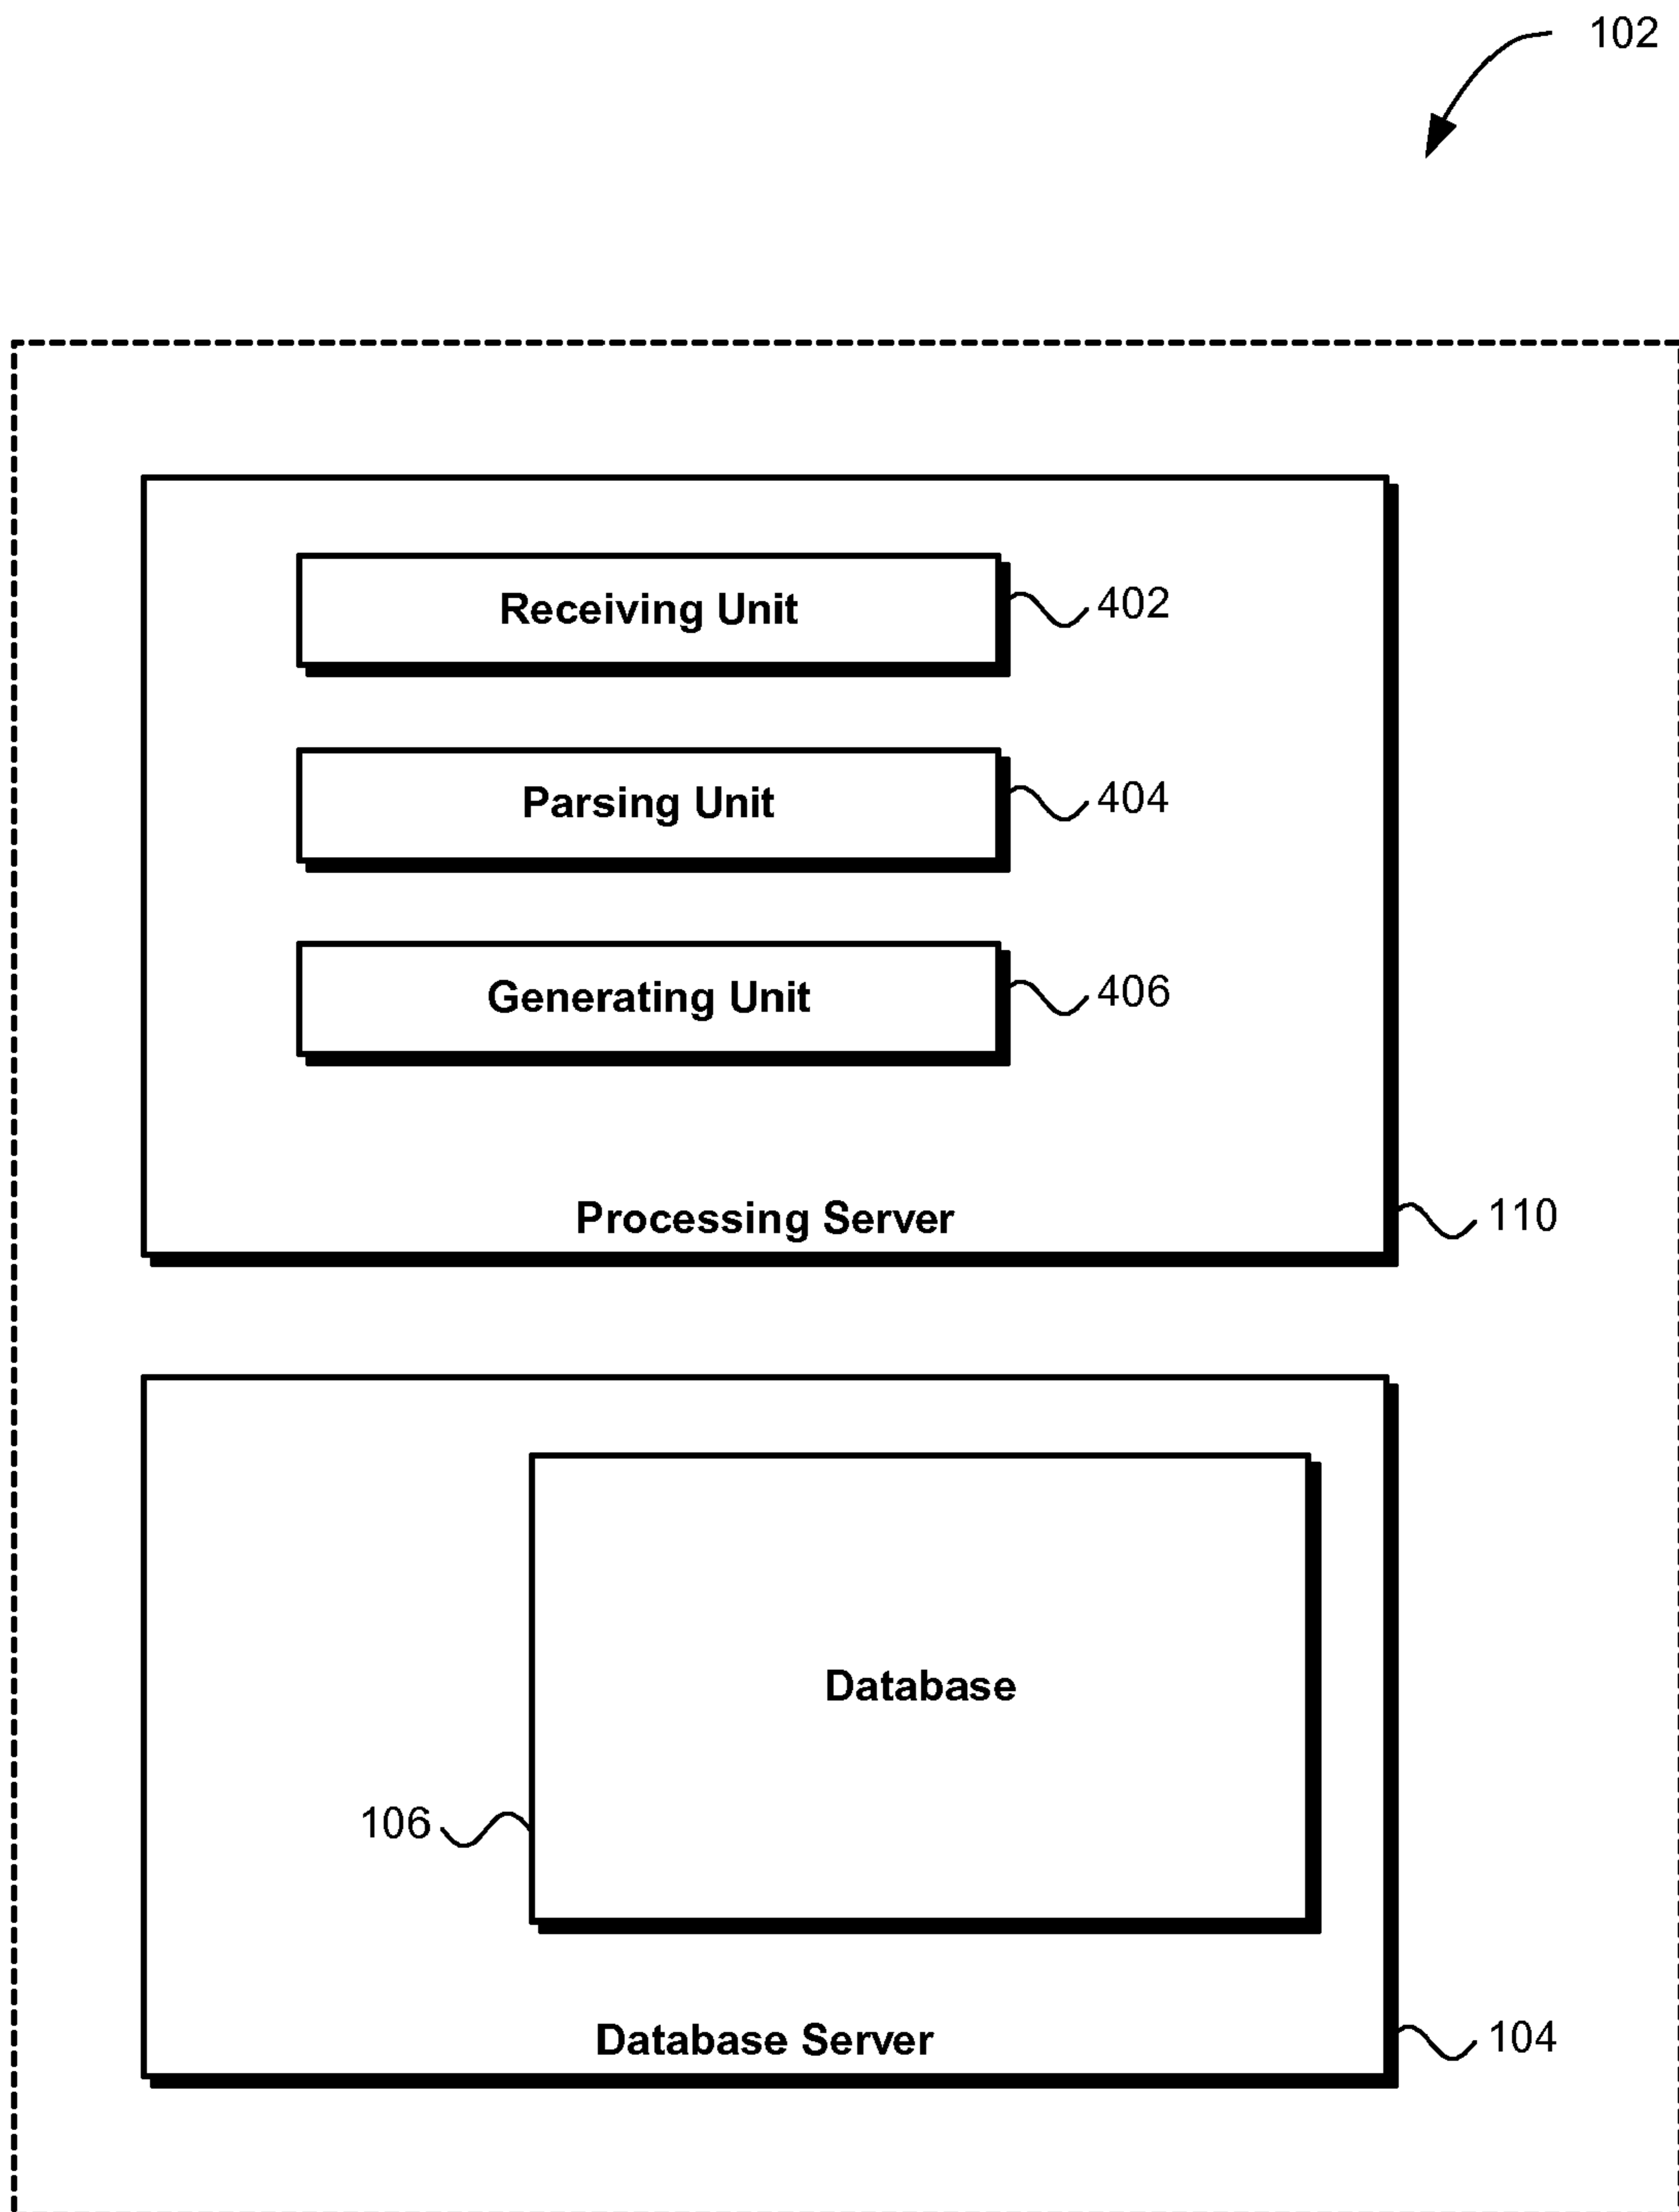 102
Receiving Unit
402
Parsing Unit
404
Generating Unit
406
Processing Server
110
Database
106
Database Server
104